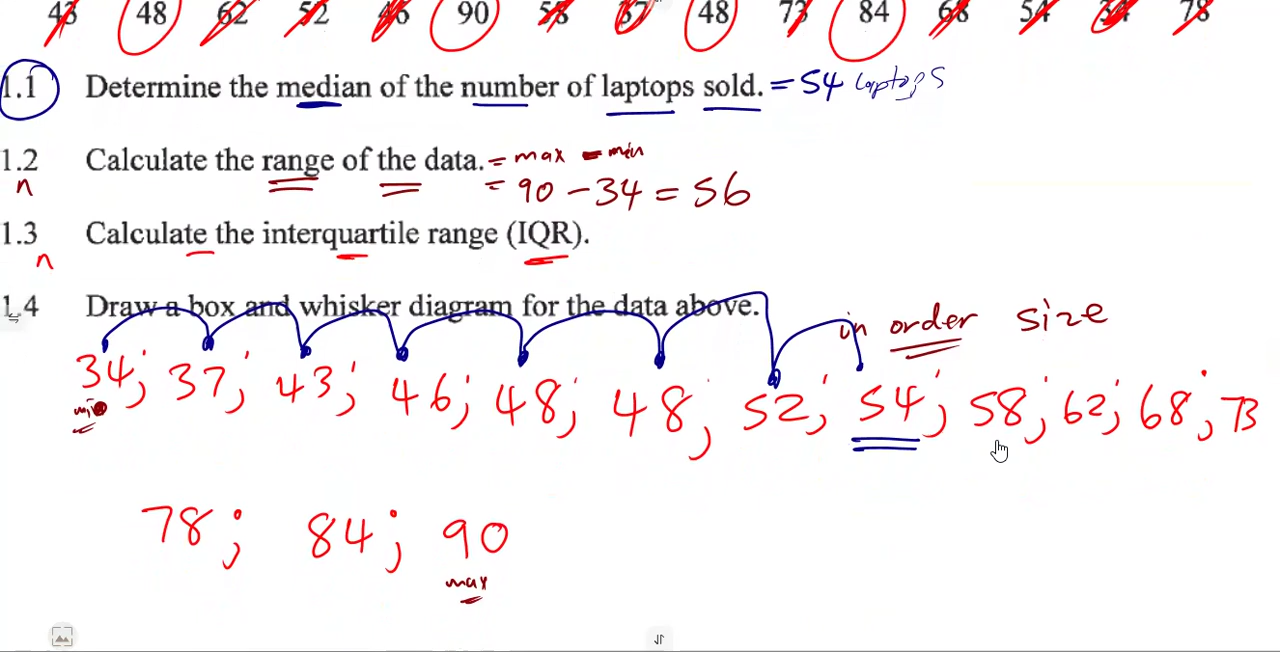 43 48 62 52 46 90 58 37 48 73 84 68 54 34 78
1.1 Determine the median of the number of laptops sold. = 54 laptops
1.2 Calculate the range of the data. = max - min
n = 90 - 34 = 56
1.3 Calculate the interquartile range (IQR).
n
1.4 Draw a box and whisker diagram for the data above.
in order size
34; 37; 43; 46; 48; 48; 52; 54; 58; 62; 68; 73
min
78; 84; 90
max